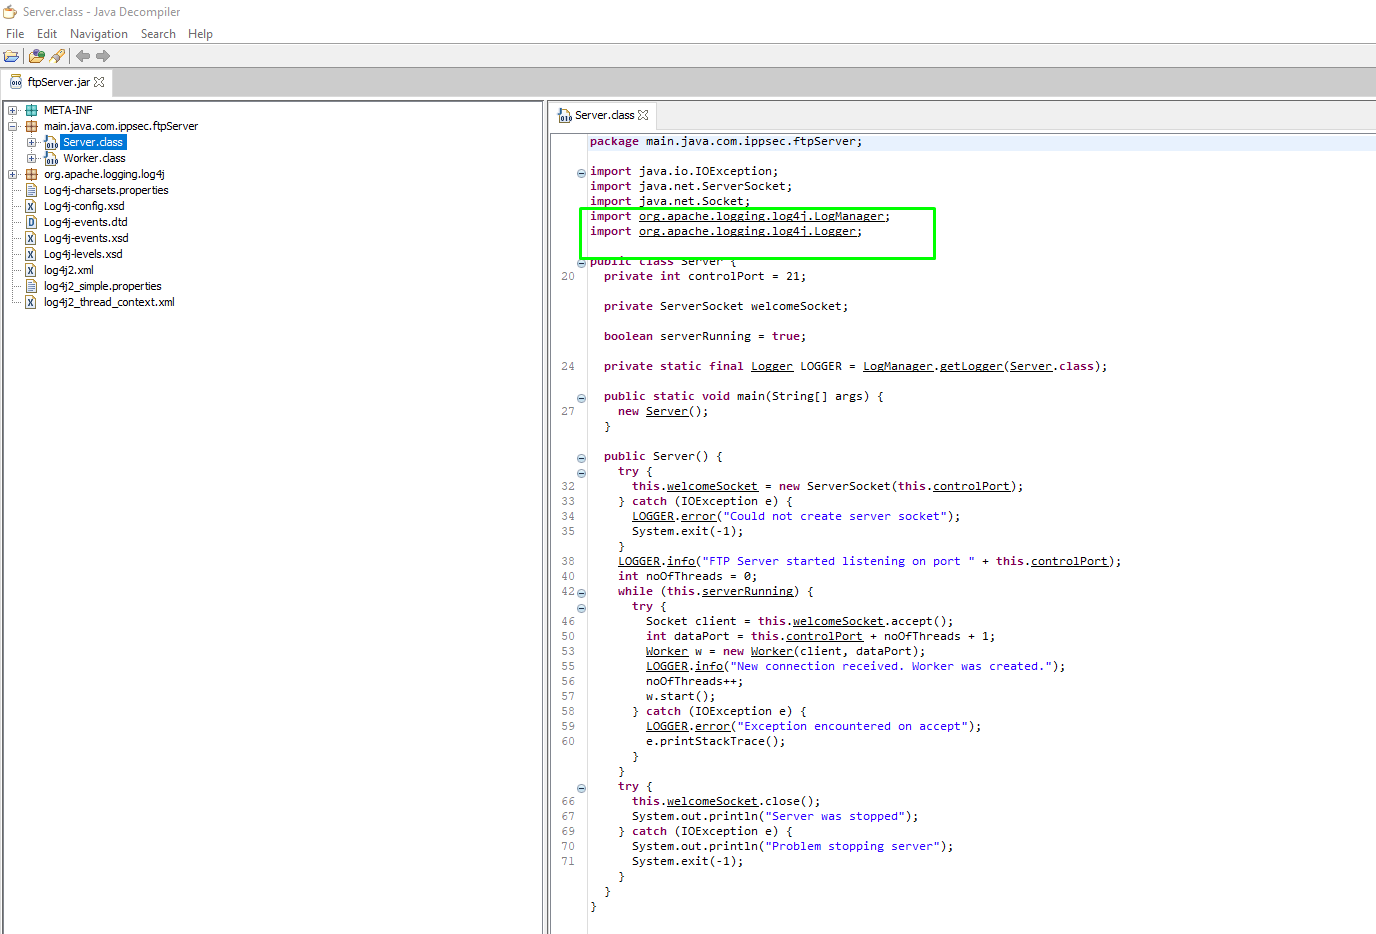 Server.class - Java Decompiler
File Edit Navigation Search Help
ftpServer.jar
META-INF
main.java.com.ippsec.ftpServer
Server.class
Worker.class
org.apache.logging.log4j
Log4j-charsets.properties
Log4j-config.xsd
Log4j-events.dtd
Log4j-events.xsd
Log4j-levels.xsd
log4j2.xml
log4j2_simple.properties
log4j2_thread_context.xml
Server.class
package main.java.com.ippsec.ftpServer;
import java.io.IOException;
import java.net.ServerSocket;
import java.net.Socket;
import org.apache.logging.log4j.LogManager;
import org.apache.logging.log4j.Logger;
public class Server {
20 private int controlPort = 21;
private ServerSocket welcomeSocket;
boolean serverRunning = true;
24 private static final Logger LOGGER = LogManager.getLogger(Server.class);
public static void main(String[] args) {
27 new Server();
}
public Server() {
try {
32 this.welcomeSocket = new ServerSocket(this.controlPort);
33 } catch (IOException e) {
34 LOGGER.error("Could not create server socket");
35 System.exit(-1);
}
38 LOGGER.info("FTP Server started listening on port " + this.controlPort);
40 int noOfThreads = 0;
42 while (this.serverRunning) {
try {
46 Socket client = this.welcomeSocket.accept();
50 int dataPort = this.controlPort + noOfThreads + 1;
53 Worker w = new Worker(client, dataPort);
55 LOGGER.info("New connection received. Worker was created.");
56 noOfThreads++;
57 w.start();
58 } catch (IOException e) {
59 LOGGER.error("Exception encountered on accept");
60 e.printStackTrace();
}
}
try {
66 this.welcomeSocket.close();
67 System.out.println("Server was stopped");
69 } catch (IOException e) {
70 System.out.println("Problem stopping server");
71 System.exit(-1);
}
}
}